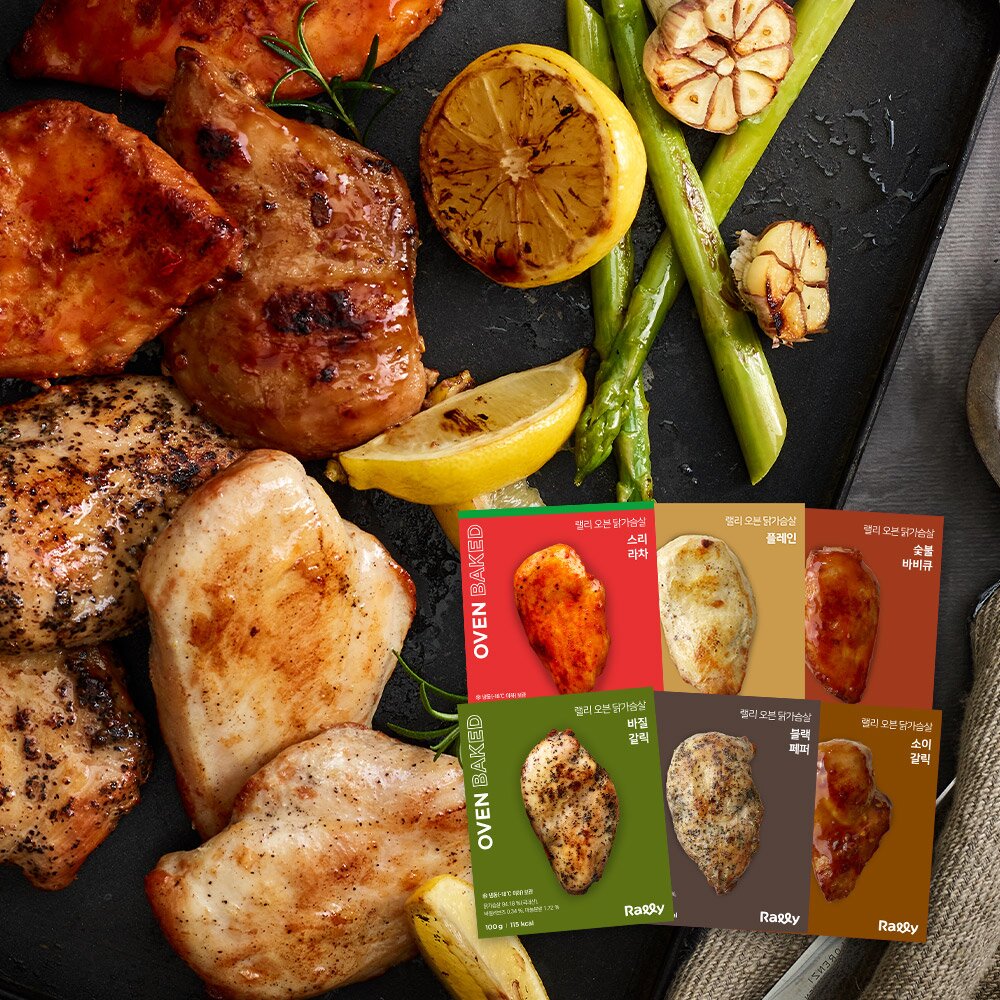 랠리 오븐 닭가슴살
스리
라차
OVEN BAKED
랠리 오븐 닭가슴살
플레인
랠리 오븐 닭가슴살
숯불
바비큐
랠리 오븐 닭가슴살
바질
갈릭
OVEN BAKED
100g | 115 kcal
Rally
랠리 오븐 닭가슴살
블랙
페퍼
Rally
랠리 오븐 닭가슴살
소이
갈릭
Rally